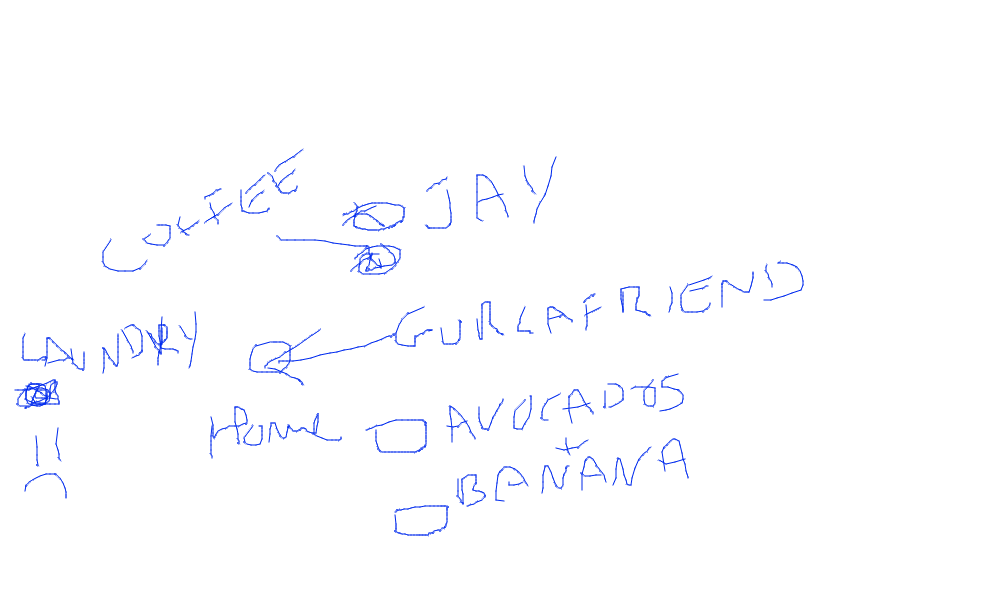 COFFEE
JAY
GURLAFRIEND
LAUNDRY
Home
AVOCADOS
+
BANANA